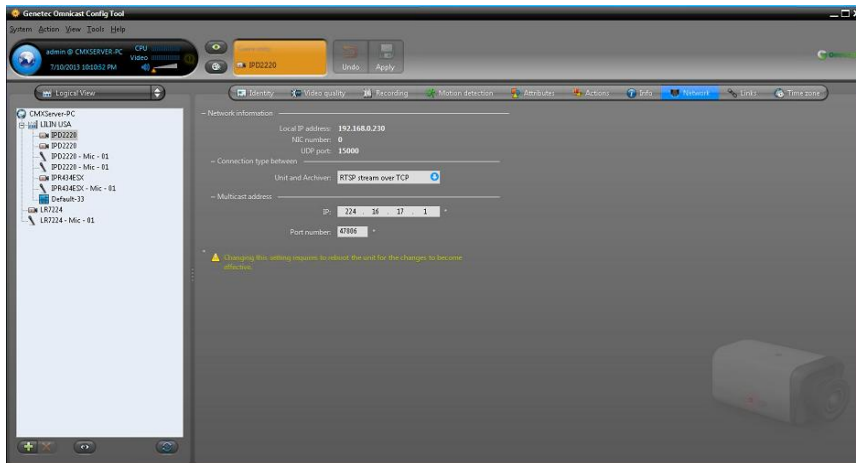 Genetec Omnicast Config Tool
System Action View Tools Help
admin @ CMXSERVER-PC
7/10/2013 10:10:52 PM
CPU
Video
IPD2220
Undo
Apply
Logical View
Identity
Video quality
Recording
Motion detection
Attributes
Actions
Info
Network
Links
Time zone
CMXServer-PC
LILIN USA
IPD2220
IPD2220
IPD2220 - Mic - 01
IPD2220 - Mic - 01
IPR434ESX
IPR434ESX - Mic - 01
Default-33
LR7224
LR7224 - Mic - 01
Network information
Local IP address: 192.168.0.230
NIC number: 0
UDP port: 15000
Connection type between
Unit and Archiver: RTSP stream over TCP
Multicast address
IP: 224 . 16 . 17 . 1 *
Port number: 47806 *
* Changing this setting requires to reboot the unit for the changes to become
effective.